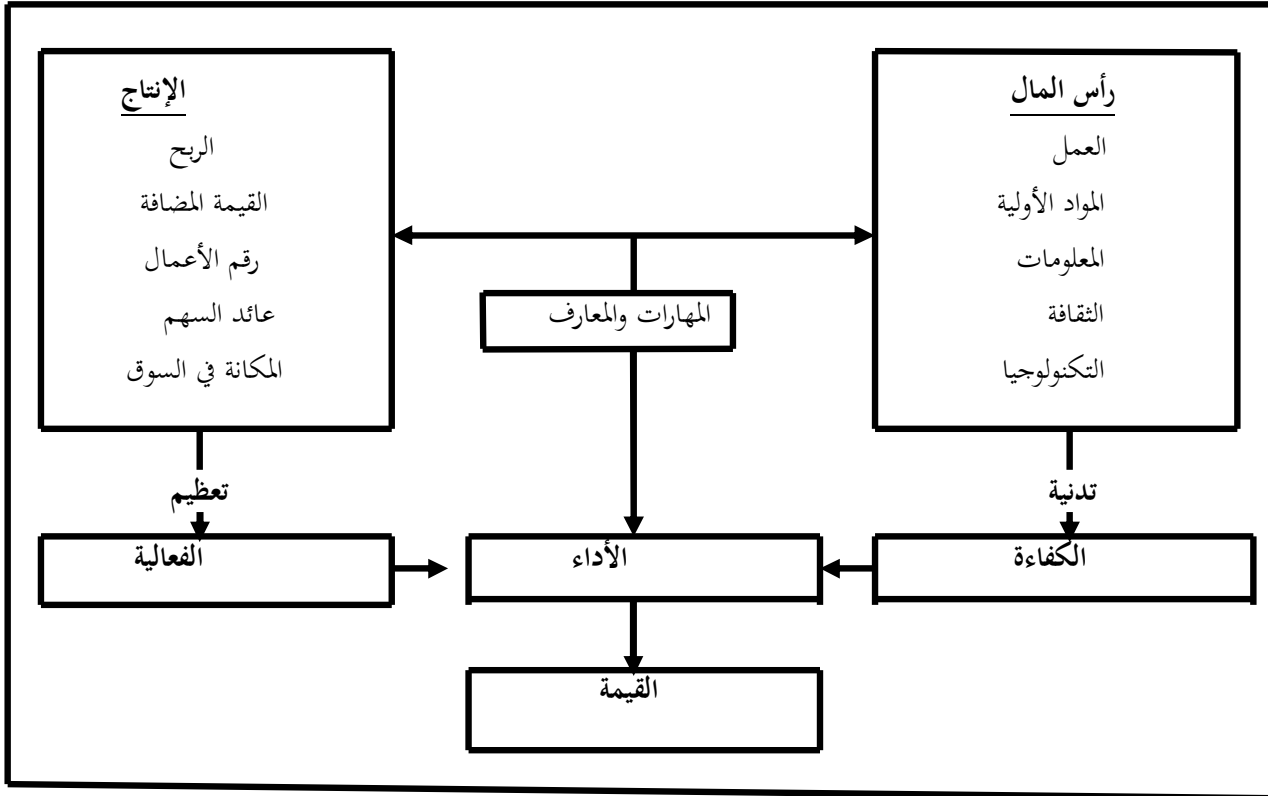 رأس المال
العمل
المواد الأولية
المعلومات
الثقافة
التكنولوجيا
الإنتاج
الربح
القيمة المضافة
رقم الأعمال
عائد السهم
المكانة في السوق
المهارات والمعارف
تدنية
تعظيم
الكفاءة
الأداء
الفعالية
القيمة